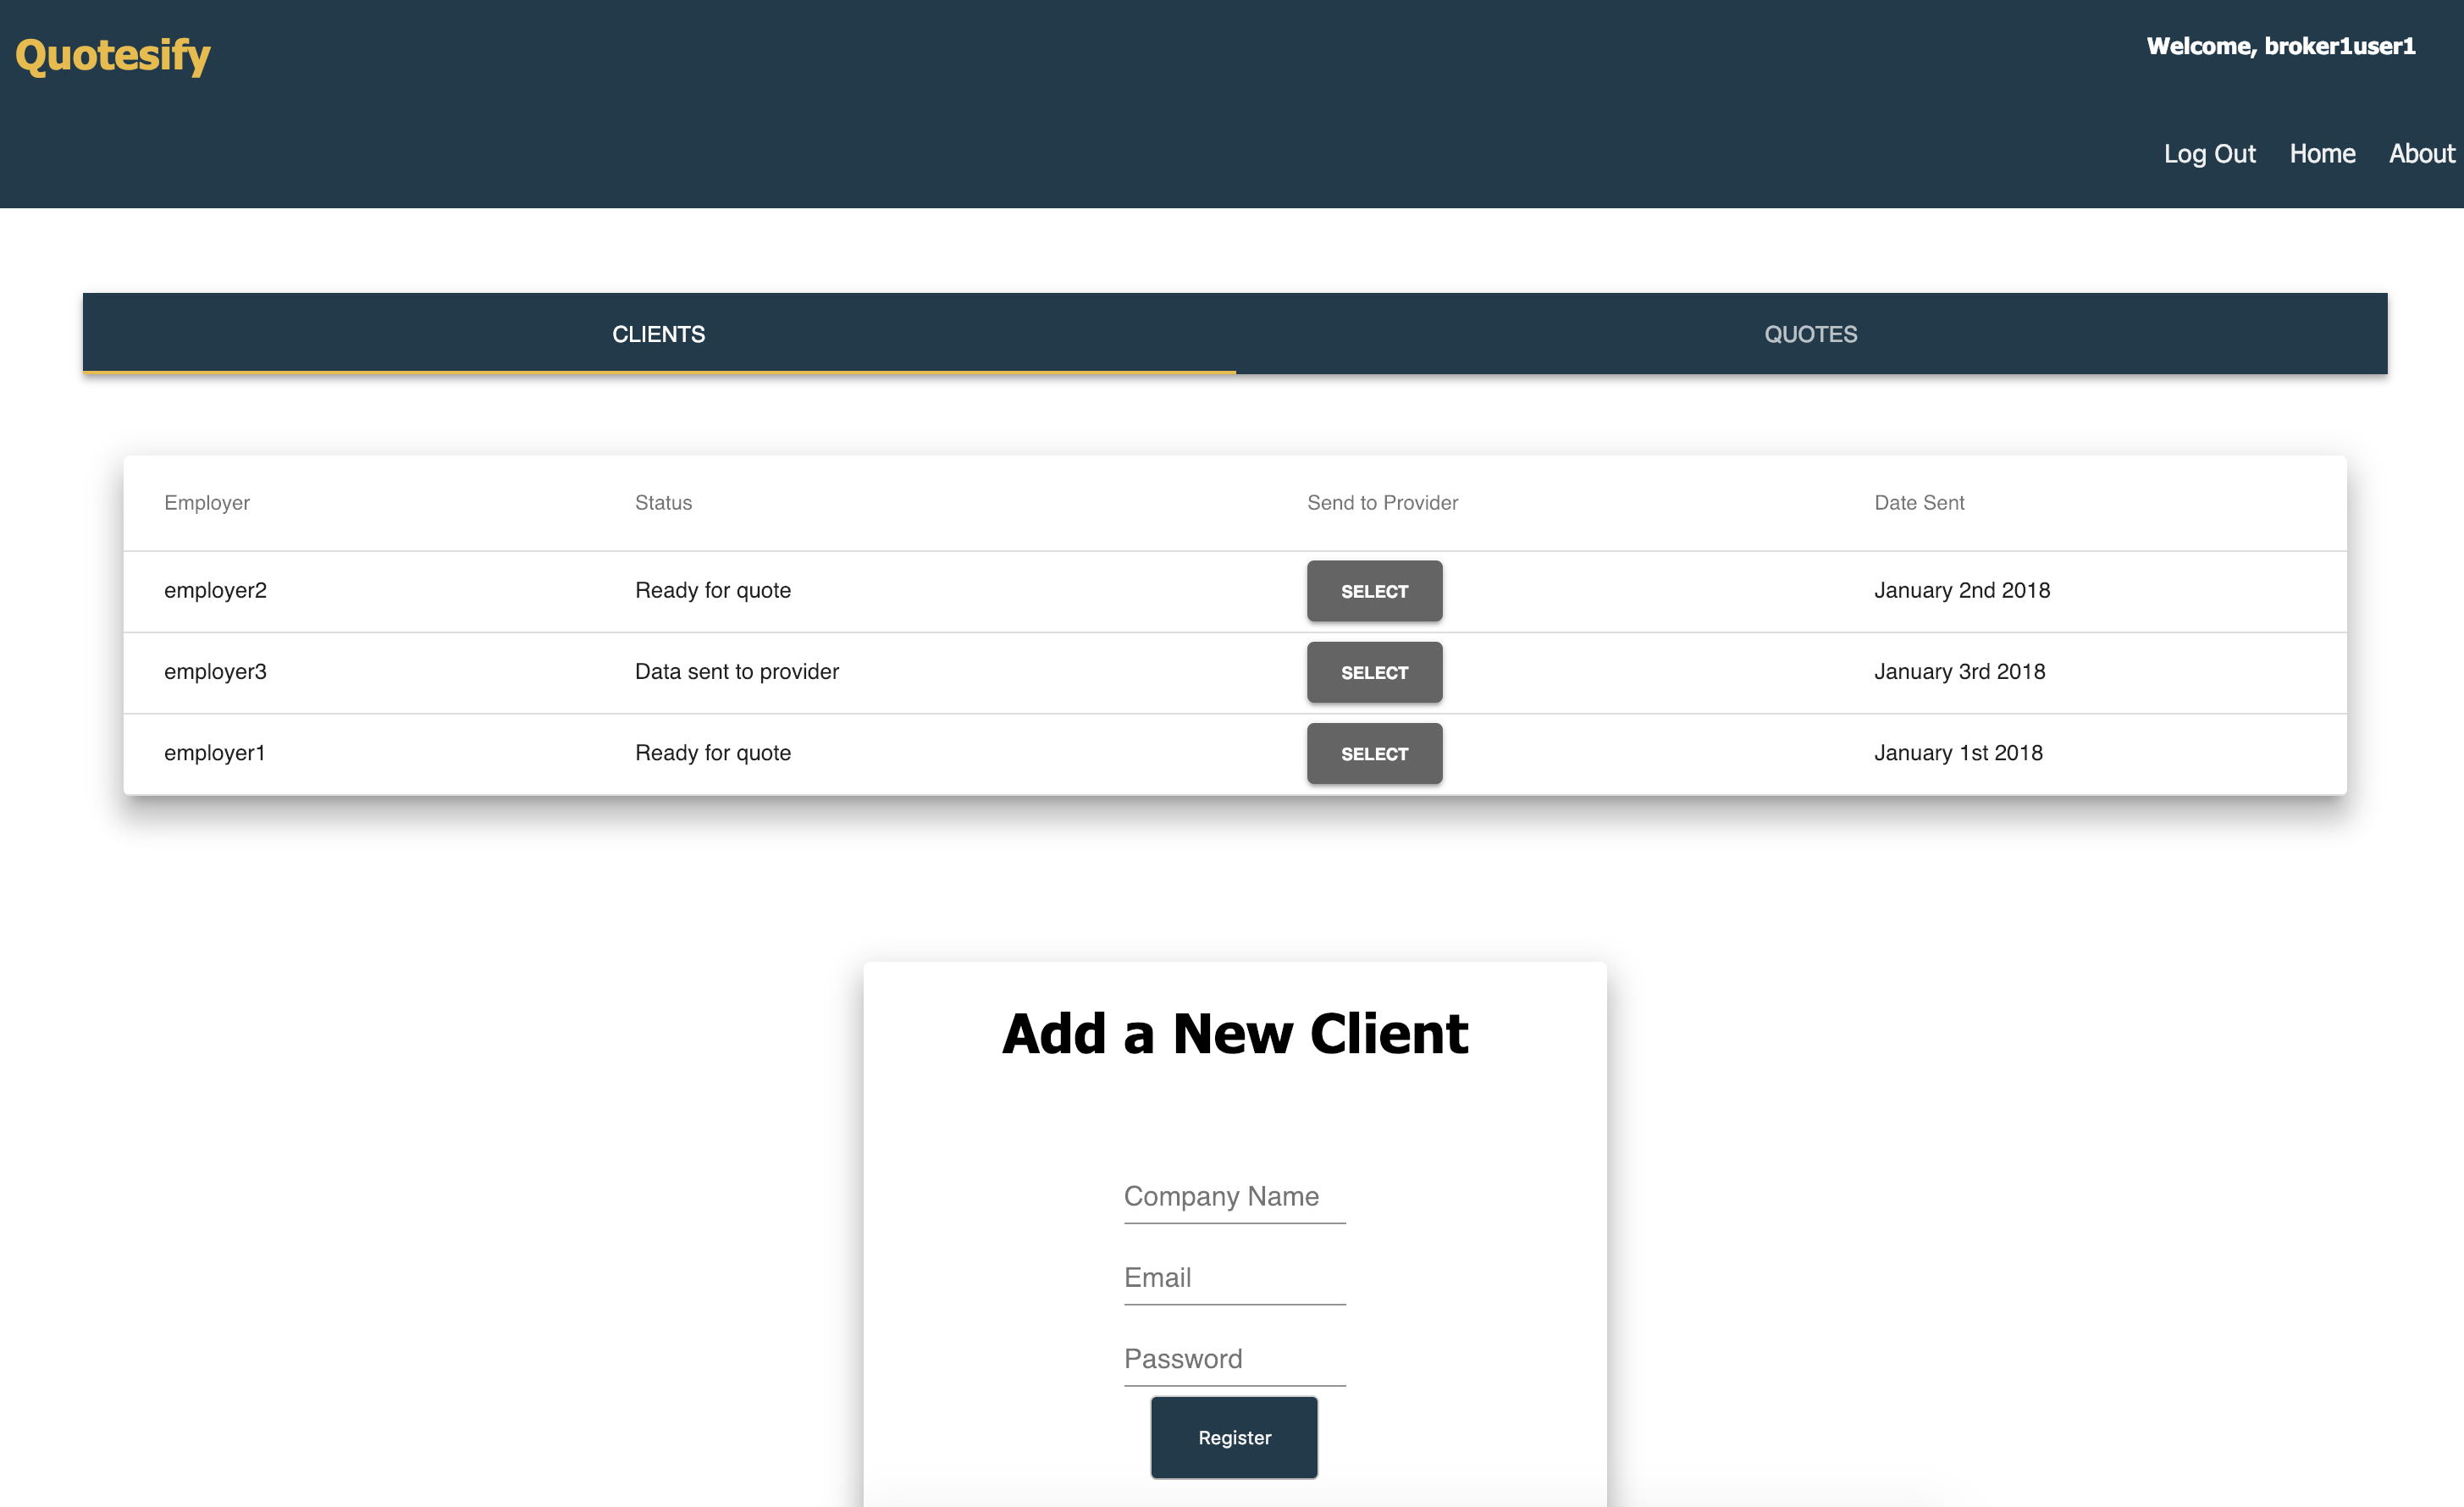 Quotesify
Welcome, broker1user1
Log Out Home About
CLIENTS QUOTES
Employer Status Send to Provider Date Sent
employer2 Ready for quote SELECT January 2nd 2018
employer3 Data sent to provider SELECT January 3rd 2018
employer1 Ready for quote SELECT January 1st 2018
Add a New Client
Company Name
Email
Password
Register